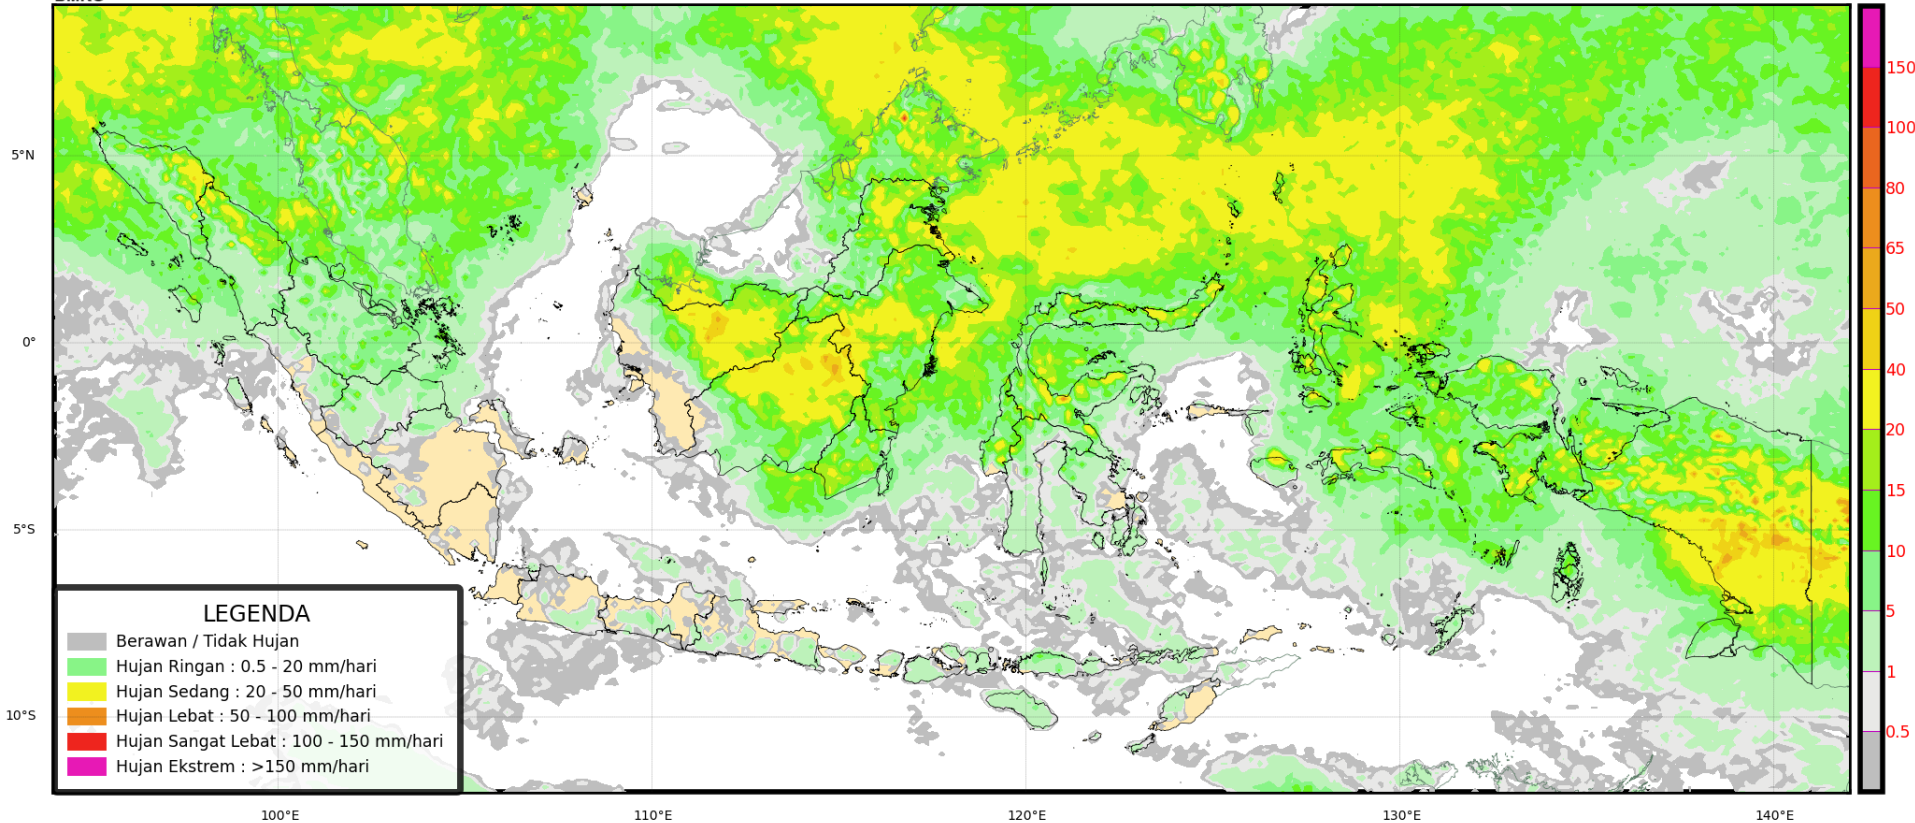 5°N
0°
5°S
10°S
LEGENDA
Berawan / Tidak Hujan
Hujan Ringan : 0.5 - 20 mm/hari
Hujan Sedang : 20 - 50 mm/hari
Hujan Lebat : 50 - 100 mm/hari
Hujan Sangat Lebat : 100 - 150 mm/hari
Hujan Ekstrem : >150 mm/hari
100°E
110°E
120°E
130°E
140°E
150
100
80
65
50
40
20
15
10
5
1
0.5